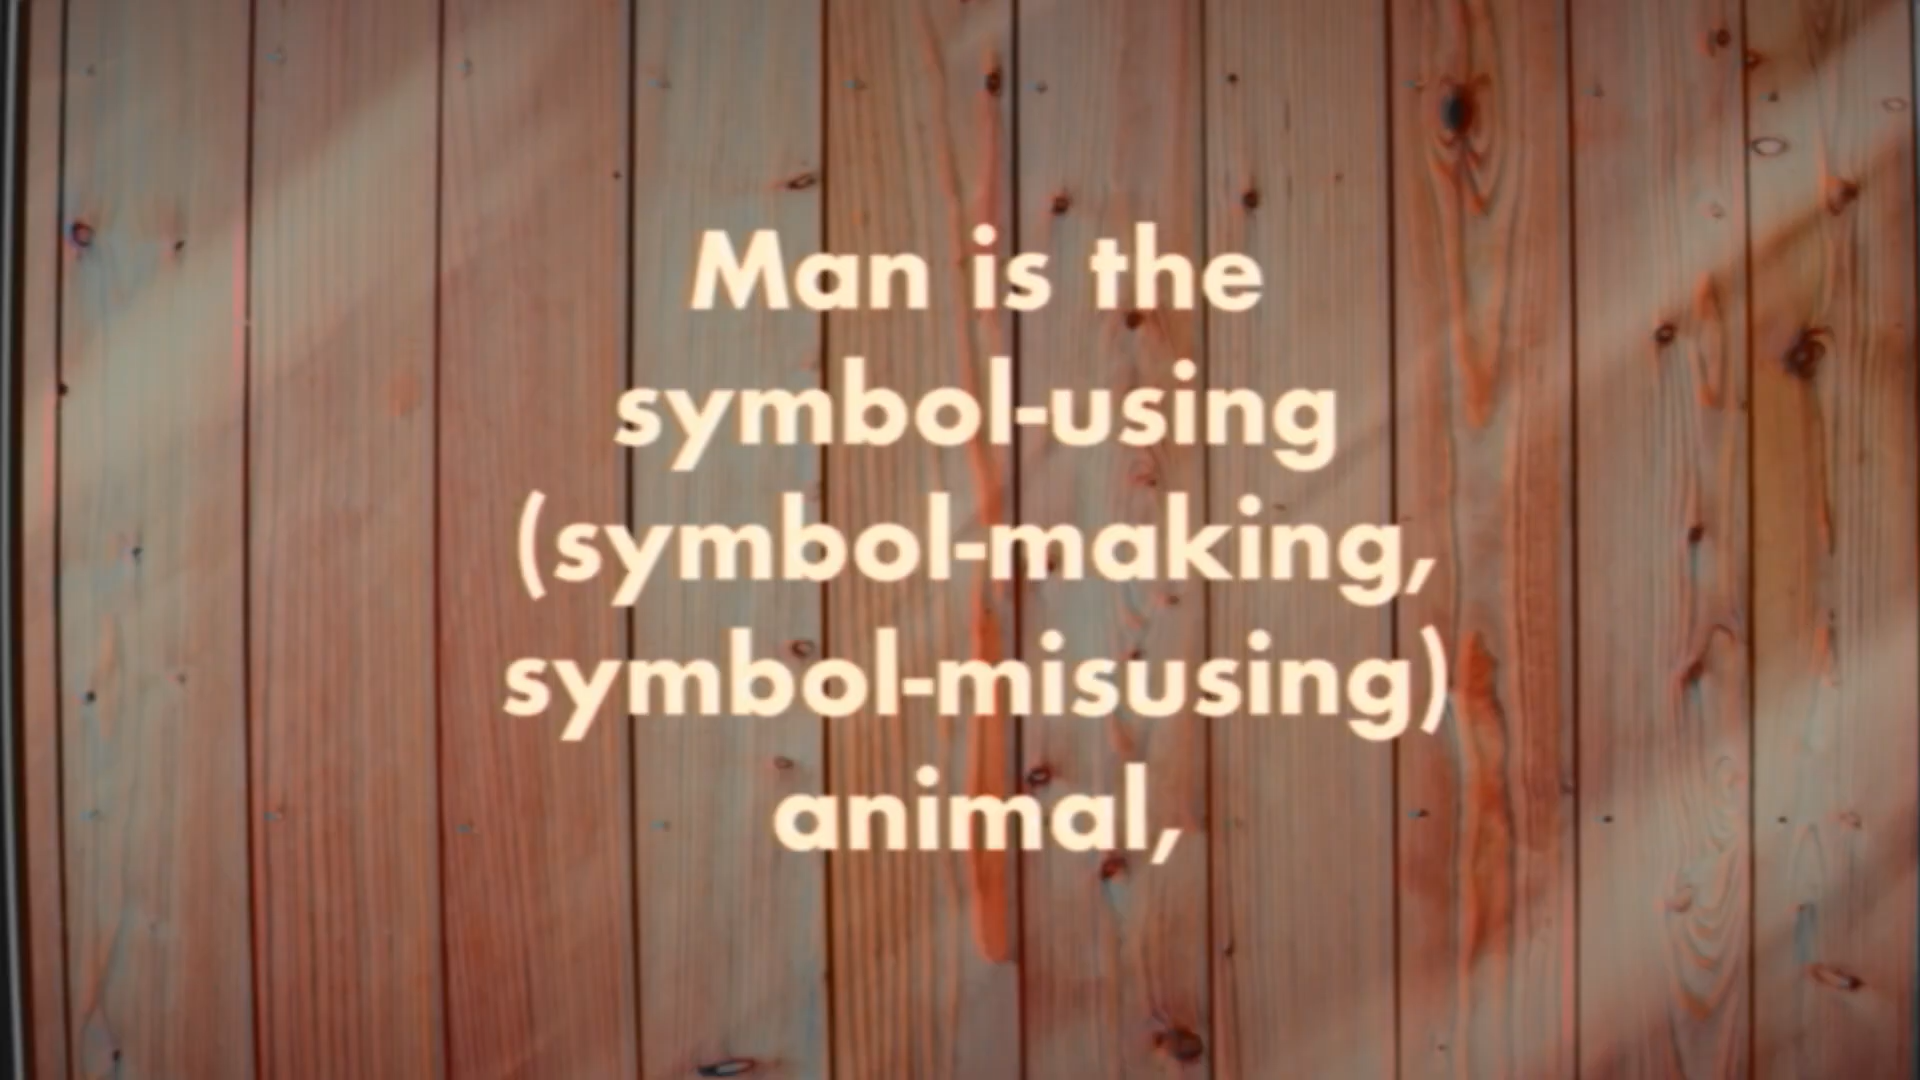 Man is the
symbol-using
(symbol-making,
symbol-misusing)
animal,